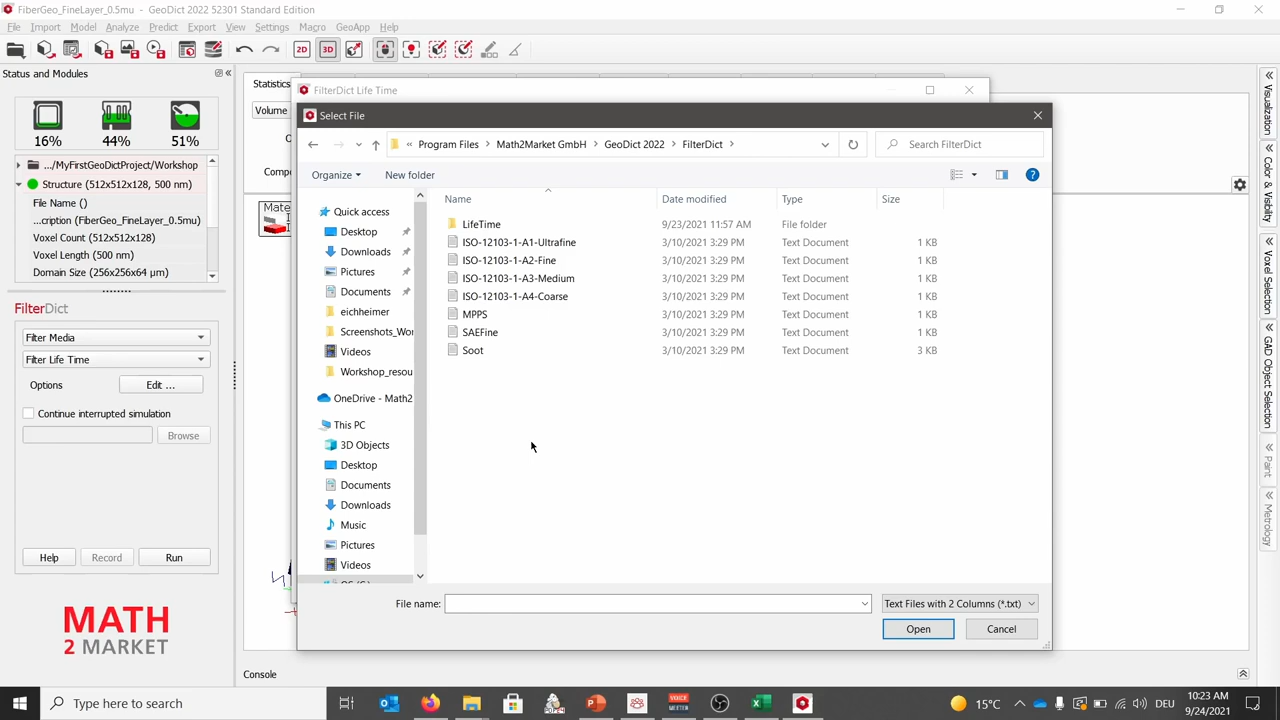 FiberGeo_FineLayer_0.5mu - GeoDict 2022 52301 Standard Edition
File Import Model Analyze Predict Export View Settings Macro GeoApp Help
2D 3D
Status and Modules
16% 44% 51%
.../MyFirstGeoDictProject/Workshop
Structure (512x512x128, 500 nm)
File Name ()
...cription (FiberGeo_FineLayer_0.5mu)
Voxel Count (512x512x128)
Voxel Length (500 nm)
Domain Size (256x256x64 µm)
FilterDict
Filter Media
Filter Life Time
Options Edit ...
Continue interrupted simulation
Browse
Help Record Run
MATH
2 MARKET
Statistics
Volume
Compo
Mate
FilterDict Life Time
Select File
« Program Files > Math2Market GmbH > GeoDict 2022 > FilterDict >
Search FilterDict
Organize New folder
Quick access
Desktop
Downloads
Pictures
Documents
eichheimer
Screenshots_Wor
Videos
Workshop_resou
OneDrive - Math2
This PC
3D Objects
Desktop
Documents
Downloads
Music
Pictures
Videos
Name Date modified Type Size
LifeTime 9/23/2021 11:57 AM File folder
ISO-12103-1-A1-Ultrafine 3/10/2021 3:29 PM Text Document 1 KB
ISO-12103-1-A2-Fine 3/10/2021 3:29 PM Text Document 1 KB
ISO-12103-1-A3-Medium 3/10/2021 3:29 PM Text Document 1 KB
ISO-12103-1-A4-Coarse 3/10/2021 3:29 PM Text Document 1 KB
MPPS 3/10/2021 3:29 PM Text Document 1 KB
SAEFine 3/10/2021 3:29 PM Text Document 1 KB
Soot 3/10/2021 3:29 PM Text Document 3 KB
File name:
Text Files with 2 Columns (*.txt)
Open Cancel
Visualization
Color & Visibility
Voxel Selection
GAD Object Selection
Paint
Metrology
Console
Type here to search
15°C
DEU
10:23 AM
9/24/2021